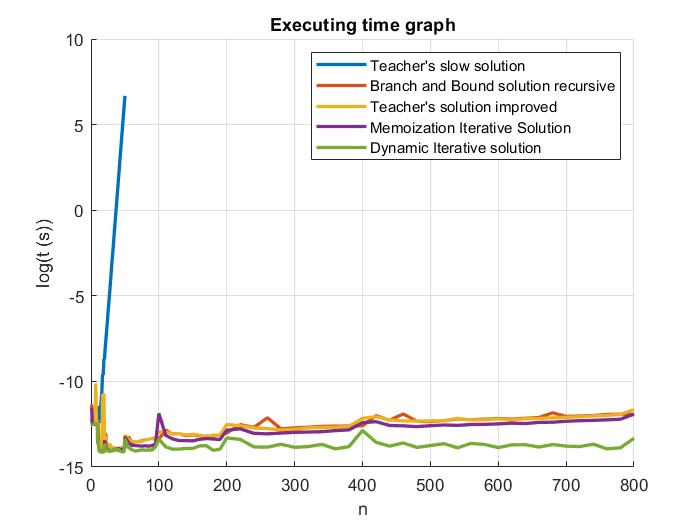 Executing time graph
10
5
0
-5
-10
-15
log(t (s))
Teacher's slow solution
Branch and Bound solution recursive
Teacher's solution improved
Memoization Iterative Solution
Dynamic Iterative solution
0 100 200 300 400 500 600 700 800
n